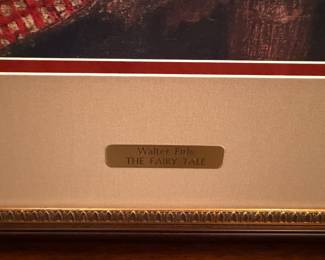 Walter Firle
THE FAIRY TALE